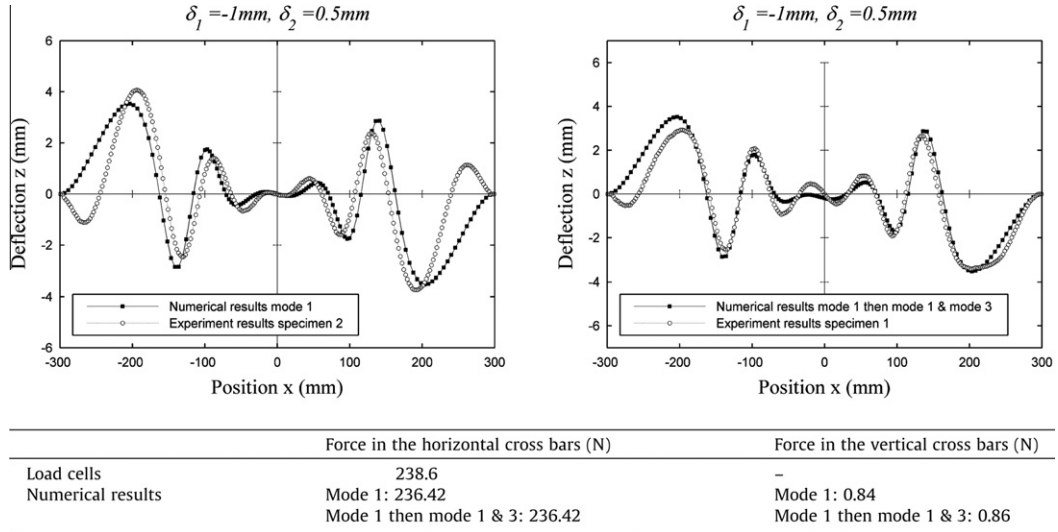 δ1 =-1mm, δ2 =0.5mm
6
4
2
0
-2
-4
-6
Deflection z (mm)
Numerical results mode 1
Experiment results specimen 2
-300 -200 -100 0 100 200 300
Position x (mm)
δ1 =-1mm, δ2 =0.5mm
6
4
2
0
-2
-4
-6
Deflection z (mm)
Numerical results mode 1 then mode 1 & mode 3
Experiment results specimen 1
-300 -200 -100 0 100 200 300
Position x (mm)
Force in the horizontal cross bars (N) Force in the vertical cross bars (N)
Load cells 238.6 –
Numerical results Mode 1: 236.42 Mode 1: 0.84
Mode 1 then mode 1 & 3: 236.42 Mode 1 then mode 1 & 3: 0.86